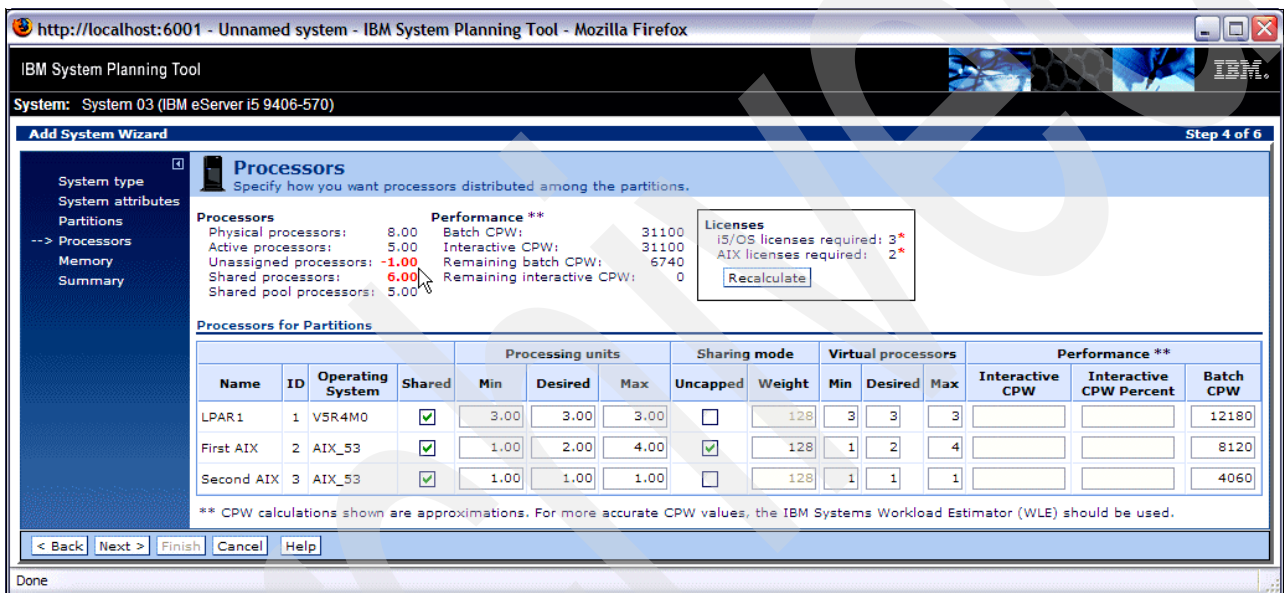 http://localhost:6001 - Unnamed system - IBM System Planning Tool - Mozilla Firefox
IBM System Planning Tool
IBM.
System: System 03 (IBM eServer i5 9406-570)
Add System Wizard Step 4 of 6
System type
System attributes
Partitions
--> Processors
Memory
Summary
Processors
Specify how you want processors distributed among the partitions.
Processors
Physical processors: 8.00
Active processors: 5.00
Unassigned processors: -1.00
Shared processors: 6.00
Shared pool processors: 5.00
Performance **
Batch CPW: 31100
Interactive CPW: 31100
Remaining batch CPW: 6740
Remaining interactive CPW: 0
Licenses
i5/OS licenses required: 3*
AIX licenses required: 2*
Recalculate
Processors for Partitions
Processing units Sharing mode Virtual processors Performance **
Name ID Operating System Shared Min Desired Max Uncapped Weight Min Desired Max Interactive CPW Interactive CPW Percent Batch CPW
LPAR1 1 V5R4M0 3.00 3.00 3.00 128 3 3 3 12180
First AIX 2 AIX_53 1.00 2.00 4.00 128 1 2 4 8120
Second AIX 3 AIX_53 1.00 1.00 1.00 128 1 1 1 4060
** CPW calculations shown are approximations. For more accurate CPW values, the IBM Systems Workload Estimator (WLE) should be used.
< Back Next > Finish Cancel Help
Done